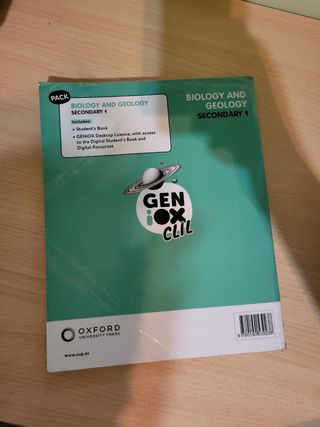 PACK
BIOLOGY AND GEOLOGY
SECONDARY 1
Includes:
• Student's Book
• GENiOX Desktop Licence, with access
to the Digital Student's Book and
Digital Resources
BIOLOGY AND
GEOLOGY
SECONDARY 1
GEN
iOX
CLIL
OXFORD
UNIVERSITY PRESS
www.oup.es